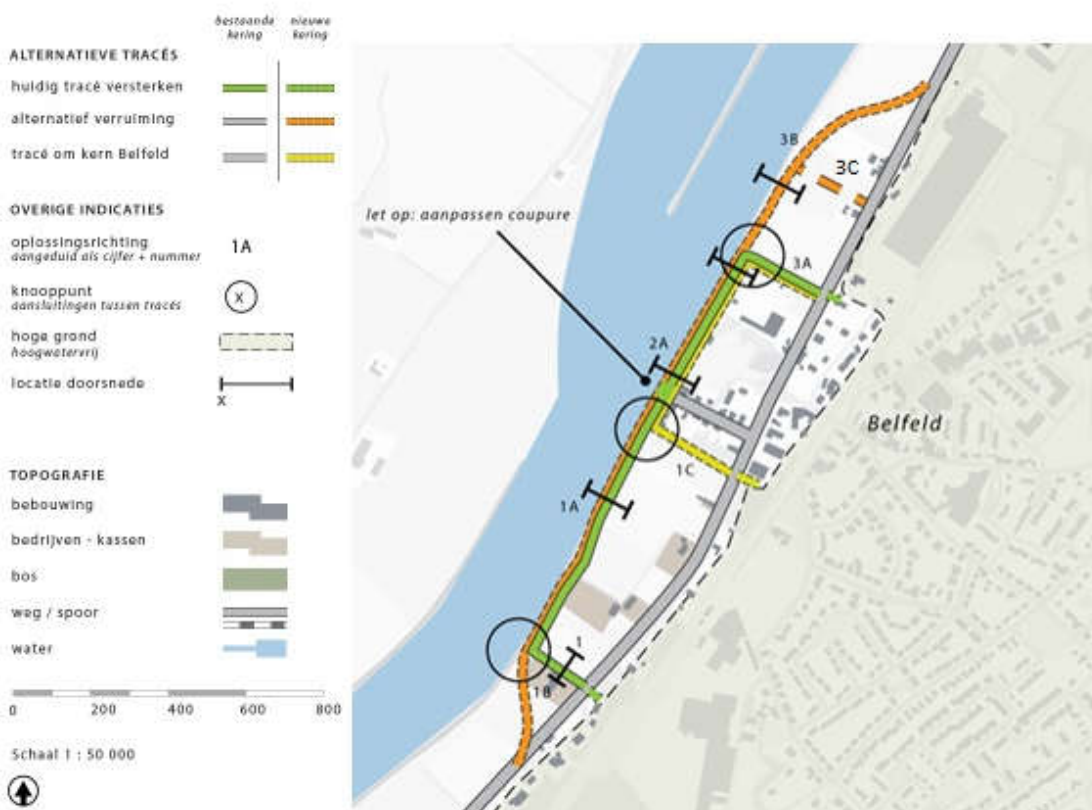 bestaande kering
nieuwe kering
ALTERNATIEVE TRACÉS
huidig tracé versterken
alternatief verruiming
tracé om kern Belfeld
OVERIGE INDICATIES
oplossingsrichting
aangeduid als cijfer + nummer
1A
knooppunt
aansluitingen tussen tracés
X
hoge grond
hoogwatervrij
locatie doorsnede
X
TOPOGRAFIE
bebouwing
bedrijven - kassen
bos
weg / spoor
water
0 200 400 600 800
Schaal 1 : 50 000
3B
3C
let op: aanpassen coupure
3A
2A
Belfeld
1C
1A
1
1B